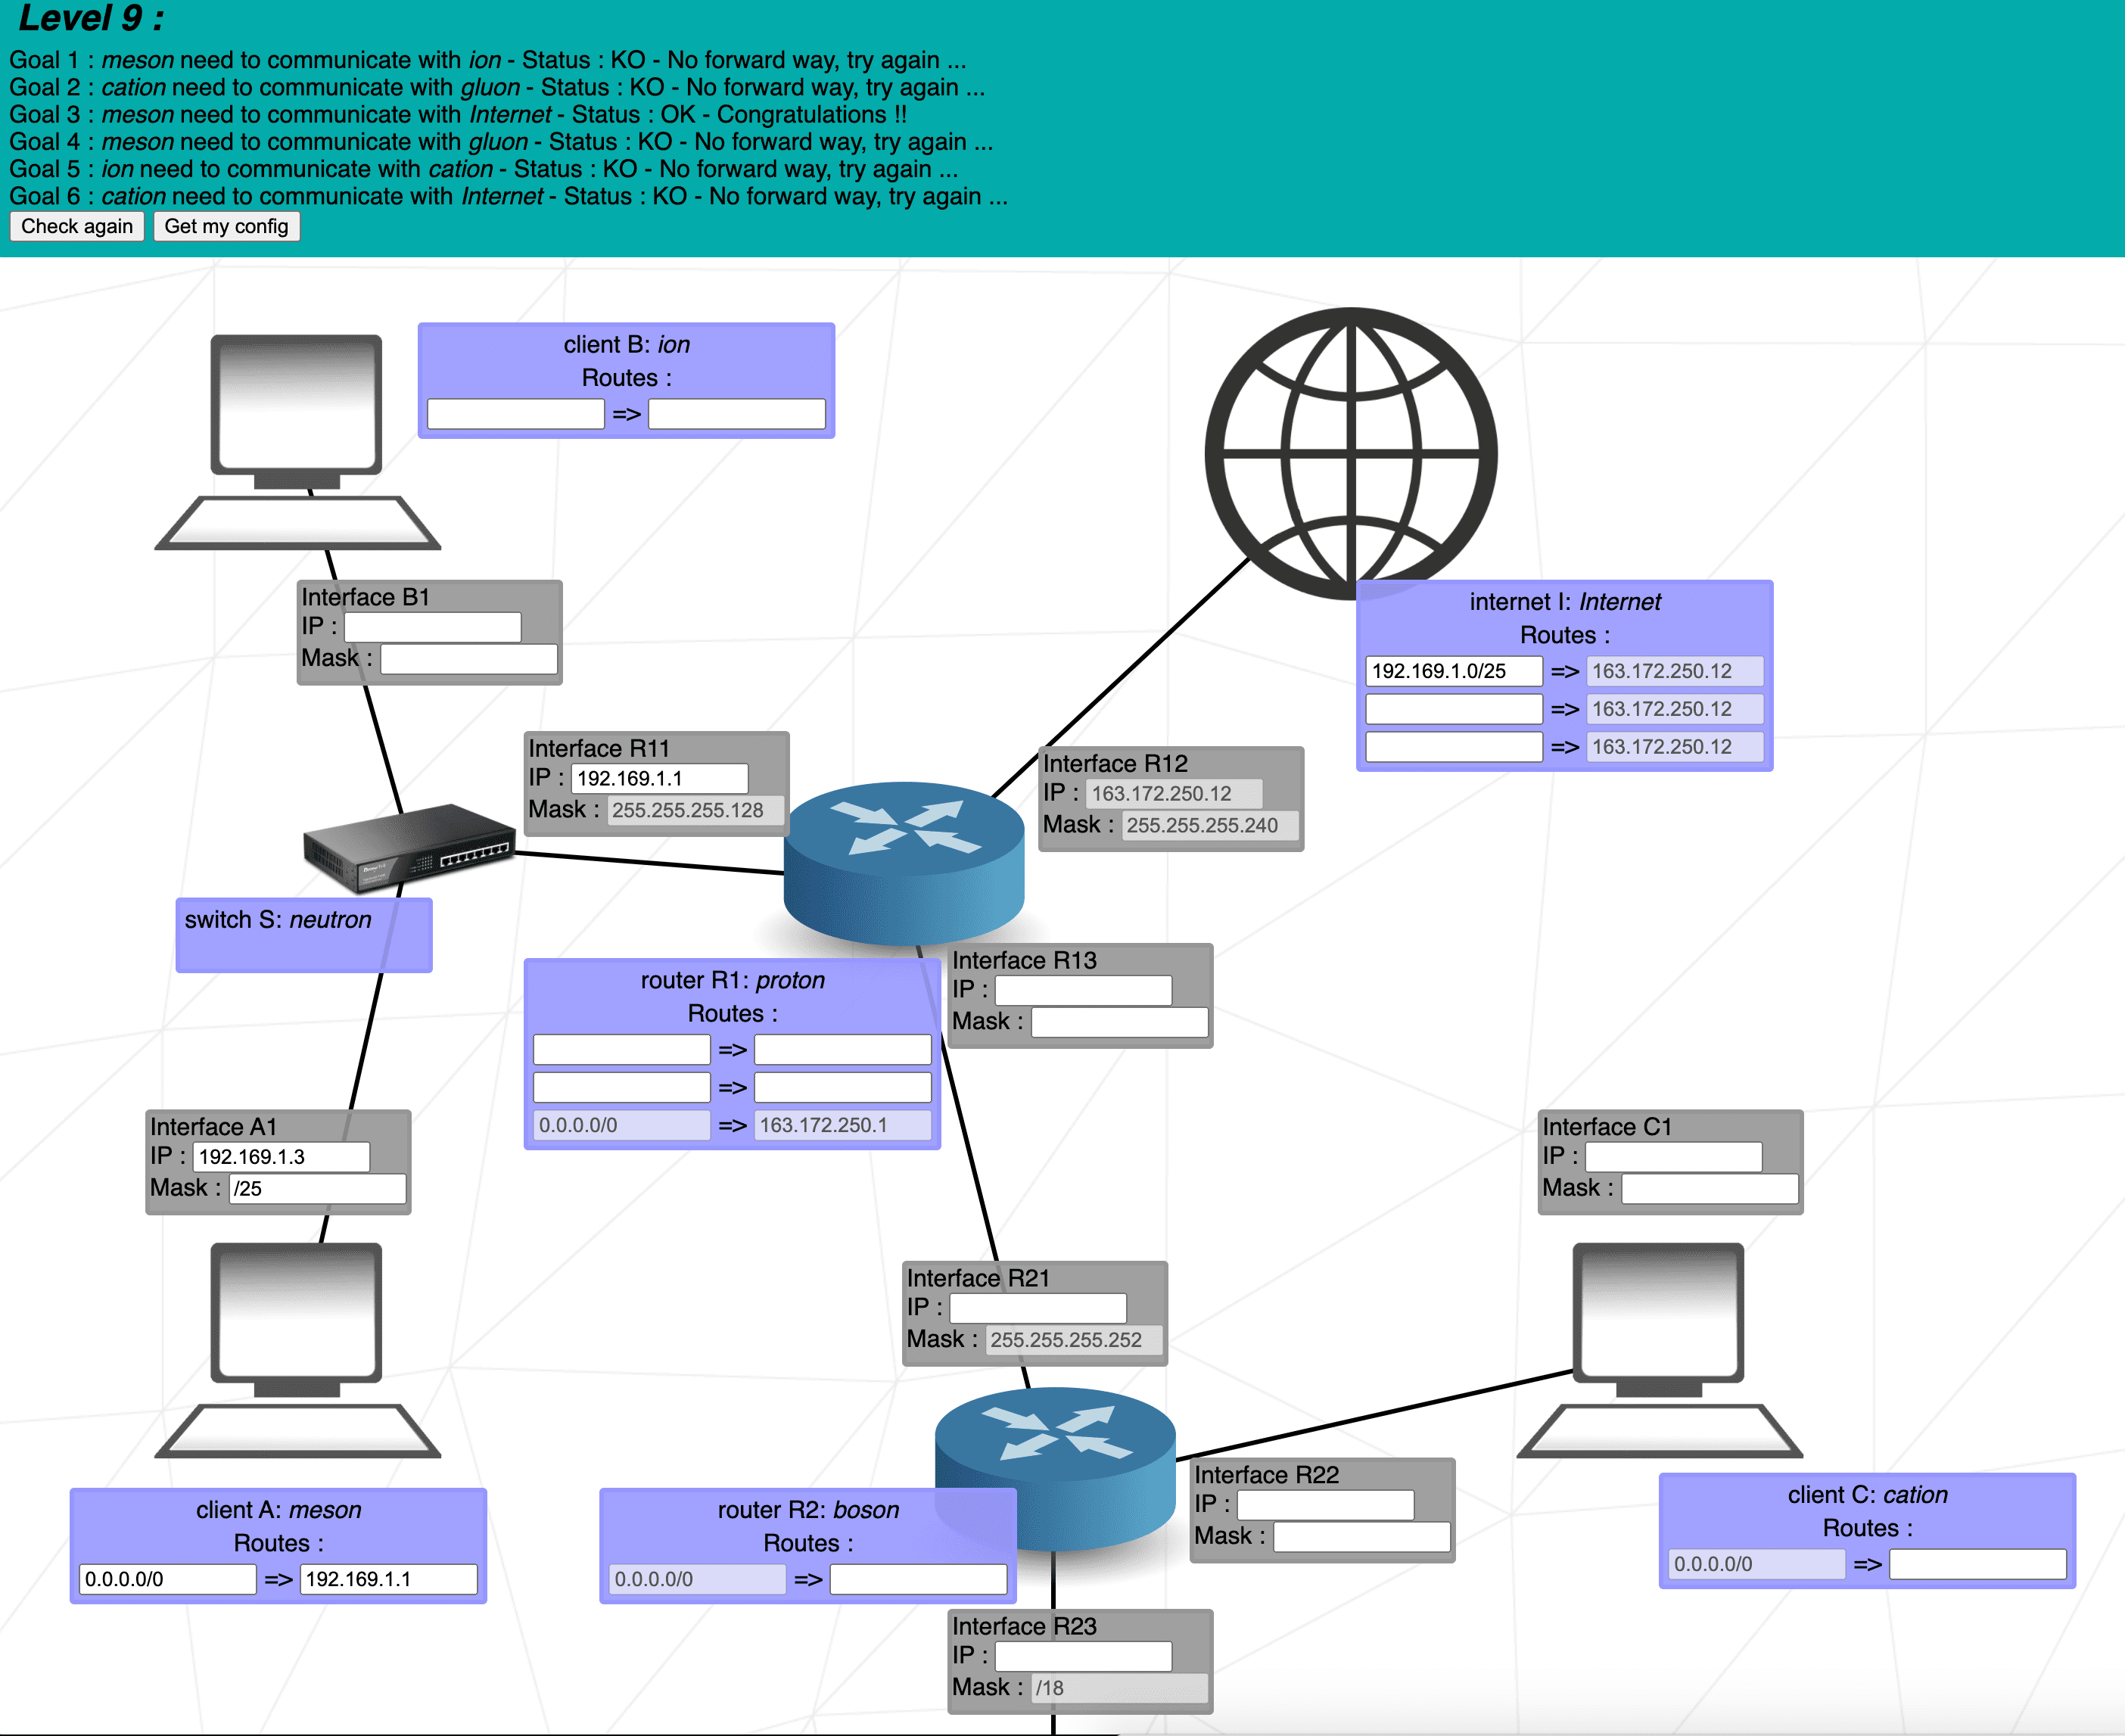 Level 9 :
Goal 1 : meson need to communicate with ion - Status : KO - No forward way, try again ...
Goal 2 : cation need to communicate with gluon - Status : KO - No forward way, try again ...
Goal 3 : meson need to communicate with Internet - Status : OK - Congratulations !!
Goal 4 : meson need to communicate with gluon - Status : KO - No forward way, try again ...
Goal 5 : ion need to communicate with cation - Status : KO - No forward way, try again ...
Goal 6 : cation need to communicate with Internet - Status : KO - No forward way, try again ...
Check again Get my config
client B: ion
Routes :
=>
Interface B1
IP :
Mask :
internet I: Internet
Routes :
192.169.1.0/25 => 163.172.250.12
=> 163.172.250.12
=> 163.172.250.12
Interface R11
IP : 192.169.1.1
Mask : 255.255.255.128
Interface R12
IP : 163.172.250.12
Mask : 255.255.255.240
switch S: neutron
router R1: proton
Routes :
=>
=>
0.0.0.0/0 => 163.172.250.1
Interface R13
IP :
Mask :
Interface A1
IP : 192.169.1.3
Mask : /25
Interface C1
IP :
Mask :
Interface R21
IP :
Mask : 255.255.255.252
client A: meson
Routes :
0.0.0.0/0 => 192.169.1.1
router R2: boson
Routes :
0.0.0.0/0 =>
Interface R22
IP :
Mask :
client C: cation
Routes :
0.0.0.0/0 =>
Interface R23
IP :
Mask : /18